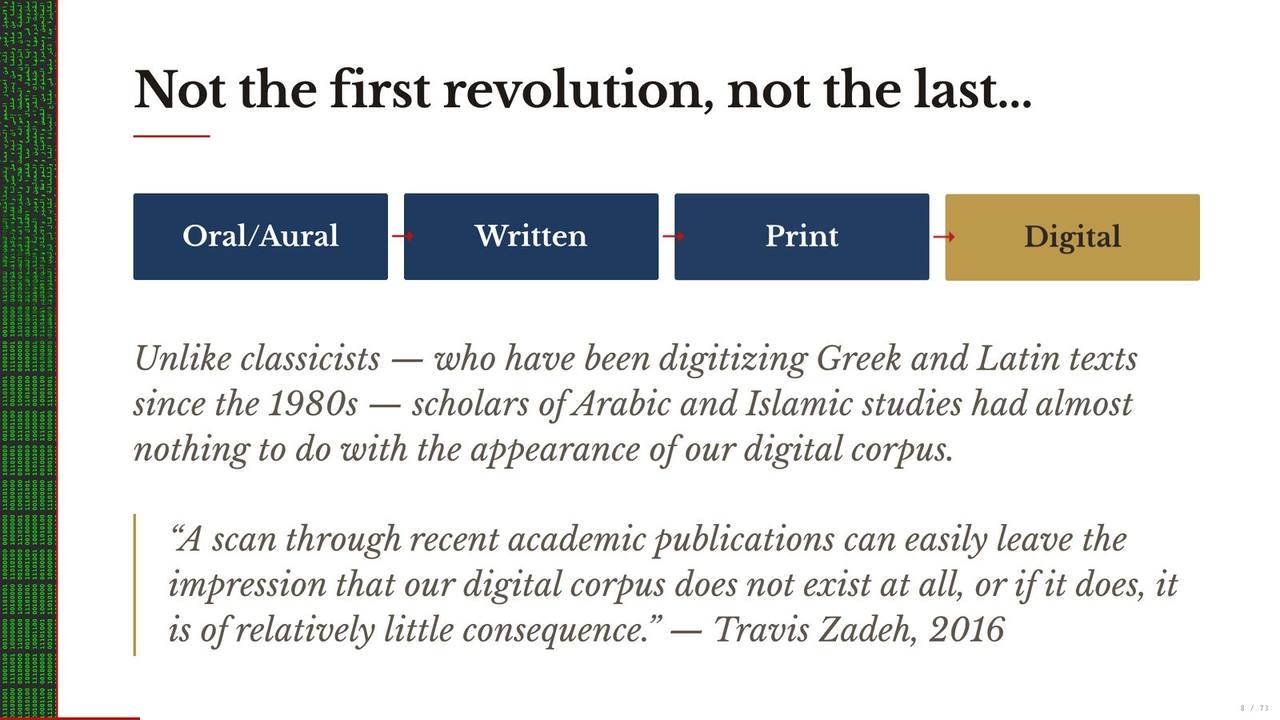 Not the first revolution, not the last...
Oral/Aural → Written → Print → Digital
Unlike classicists — who have been digitizing Greek and Latin texts
since the 1980s — scholars of Arabic and Islamic studies had almost
nothing to do with the appearance of our digital corpus.
“A scan through recent academic publications can easily leave the
impression that our digital corpus does not exist at all, or if it does, it
is of relatively little consequence.” — Travis Zadeh, 2016
8 / 73